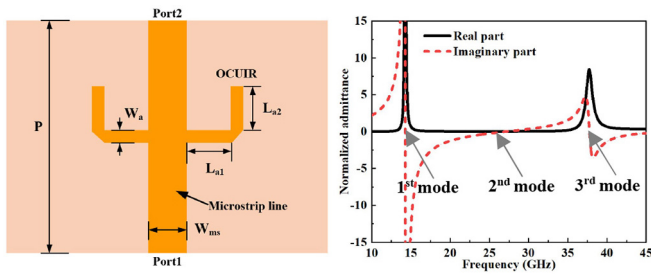 Port2
OCUIR
Wa
La2
P
La1
Microstrip line
Wms
Port1
Real part
Imaginary part
Normalized admittance
15
10
5
0
-5
-10
-15
1st mode
2nd mode
3rd mode
10 15 20 25 30 35 40 45
Frequency (GHz)